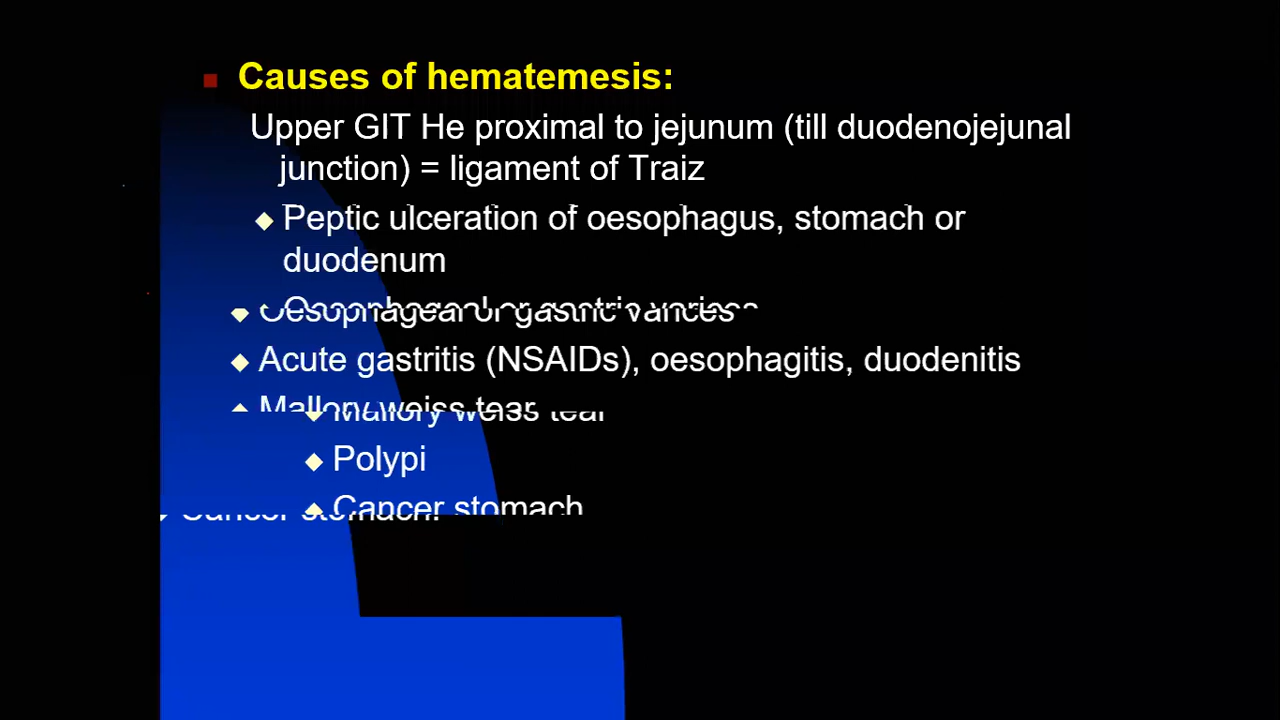 Causes of hematemesis:
Upper GIT He proximal to jejunum (till duodenojejunal
junction) = ligament of Traiz
Peptic ulceration of oesophagus, stomach or
duodenum
Oesophageal or gastric varices
Acute gastritis (NSAIDs), oesophagitis, duodenitis
Mallory weiss tear
Polypi
Cancer stomach